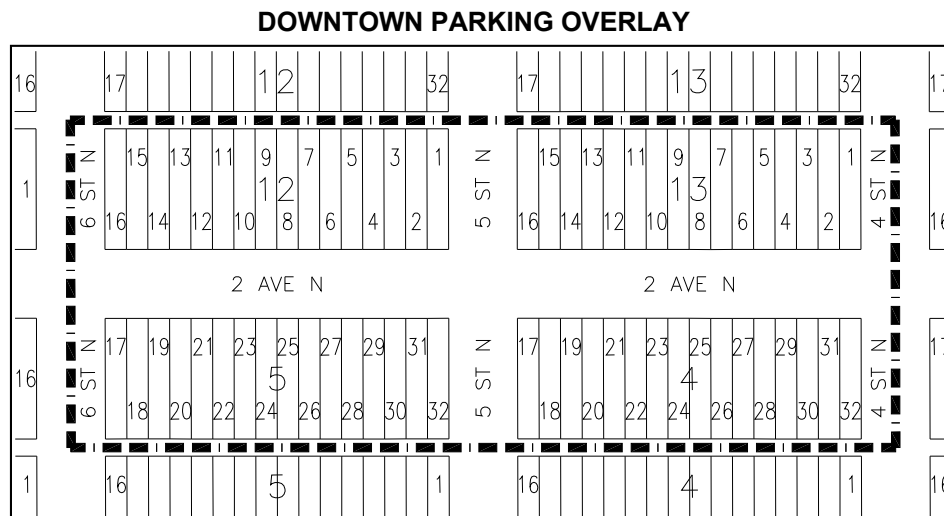 DOWNTOWN PARKING OVERLAY
16 17 12 32 17 13 32 17
15 13 11 9 7 5 3 1 15 13 11 9 7 5 3 1
1 6 ST N 12 5 ST N 13 4 ST N
16 14 12 10 8 6 4 2 16 14 12 10 8 6 4 2 16
2 AVE N 2 AVE N
17 19 21 23 25 27 29 31 17 19 21 23 25 27 29 31 17
16 6 ST N 5 5 ST N 4 4 ST N
18 20 22 24 26 28 30 32 18 20 22 24 26 28 30 32
1 16 5 1 16 4 1 16